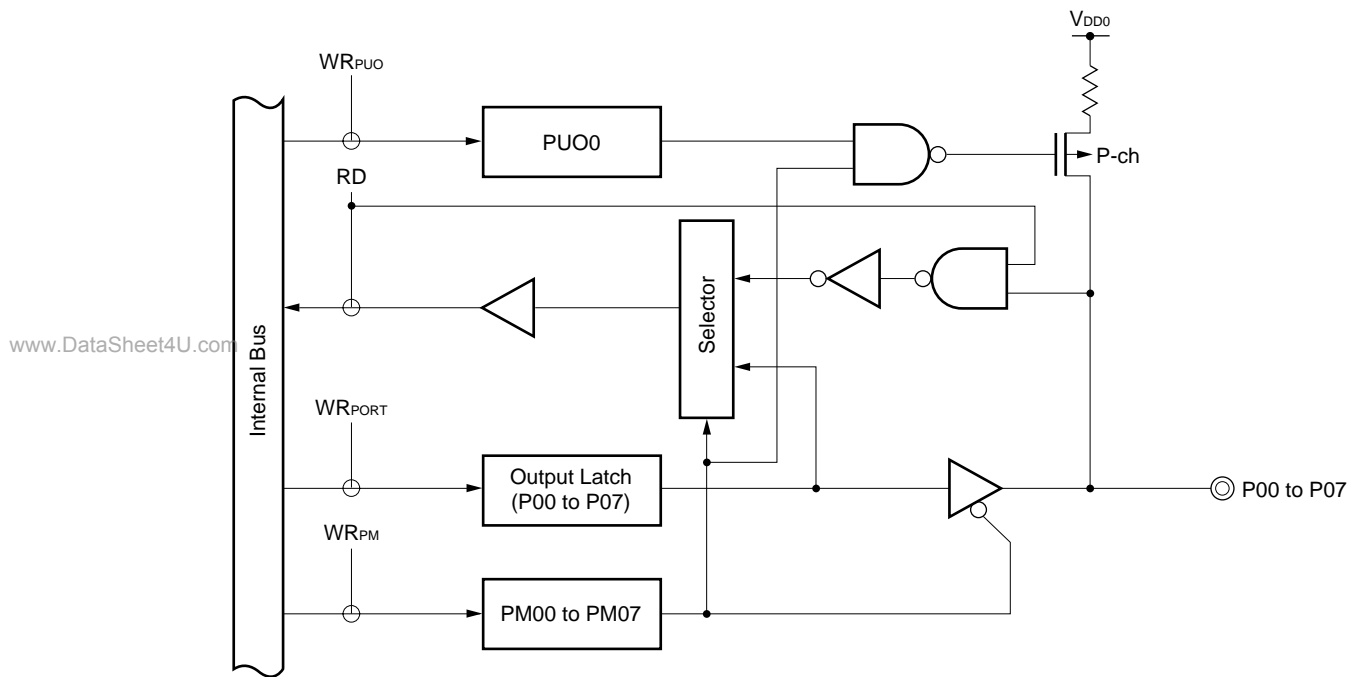 VDD0
WRPUO
PUO0
P-ch
RD
Selector
www.DataSheet4U.com
Internal Bus
WRPORT
Output Latch
(P00 to P07)
P00 to P07
WRPM
PM00 to PM07